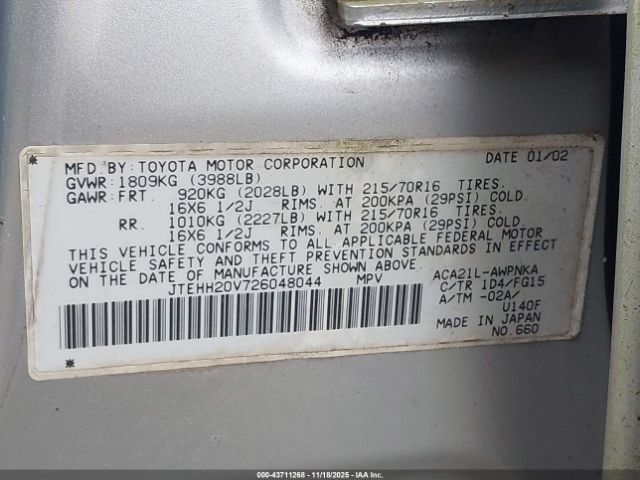 MFD. BY: TOYOTA MOTOR CORPORATION DATE 01/02
GVWR: 1809KG (3988LB)
GAWR: FRT. 920KG (2028LB) WITH 215/70R16 TIRES.
16X6 1/2J RIMS. AT 200KPA (29PSI) COLD
RR. 1010KG (2227LB) WITH 215/70R16 TIRES.
16X6 1/2J RIMS. AT 200KPA (29PSI) COLD.
THIS VEHICLE CONFORMS TO ALL APPLICABLE FEDERAL MOTOR
VEHICLE SAFETY AND THEFT PREVENTION STANDARDS IN EFFECT
ON THE DATE OF MANUFACTURE SHOWN ABOVE.
JTEHH20V726048044 MPV
ACA21L-AWPNKA
C/TR 1D4/FG15
A/TM -02A/
U140F
MADE IN JAPAN
NO. 660
000-43711268 - 11/18/2025 - IAAI, Inc.